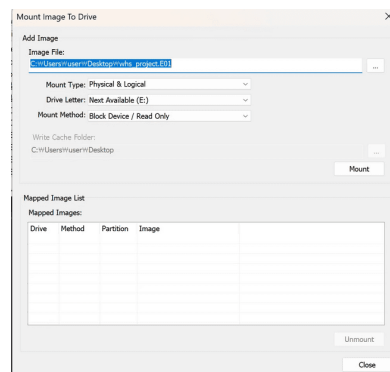 Mount Image To Drive
Add Image
Image File:
C:￦Users￦user￦Desktop￦whs_project.E01
...
Mount Type: Physical & Logical
Drive Letter: Next Available (E:)
Mount Method: Block Device / Read Only
Write Cache Folder:
C:￦Users￦user￦Desktop
...
Mount
Mapped Image List
Mapped Images:
Drive Method Partition Image
Unmount
Close